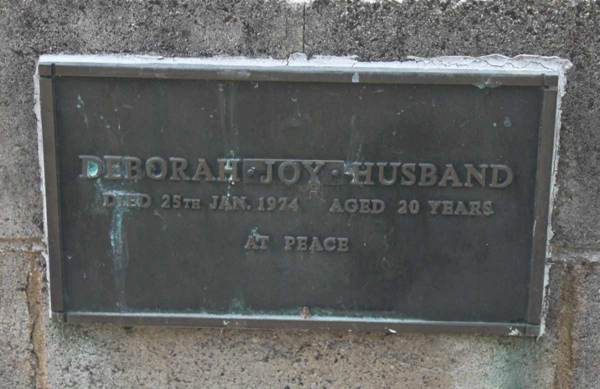 DEBORAH·JOY·HUSBAND
DIED 25TH JAN. 1974 AGED 20 YEARS
AT PEACE